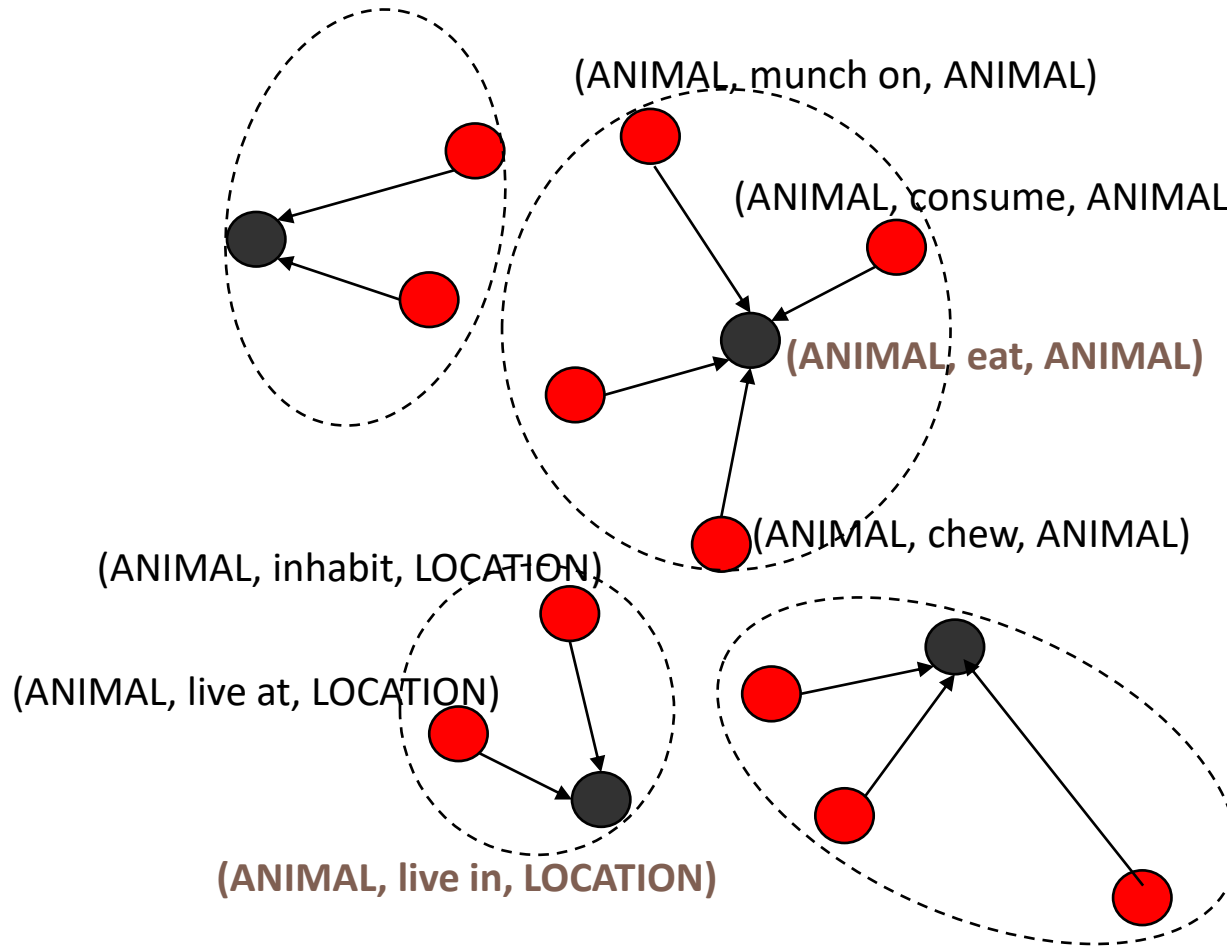 (ANIMAL, munch on, ANIMAL)
(ANIMAL, consume, ANIMAL
(ANIMAL, eat, ANIMAL)
(ANIMAL, chew, ANIMAL)
(ANIMAL, inhabit, LOCATION)
(ANIMAL, live at, LOCATION)
(ANIMAL, live in, LOCATION)